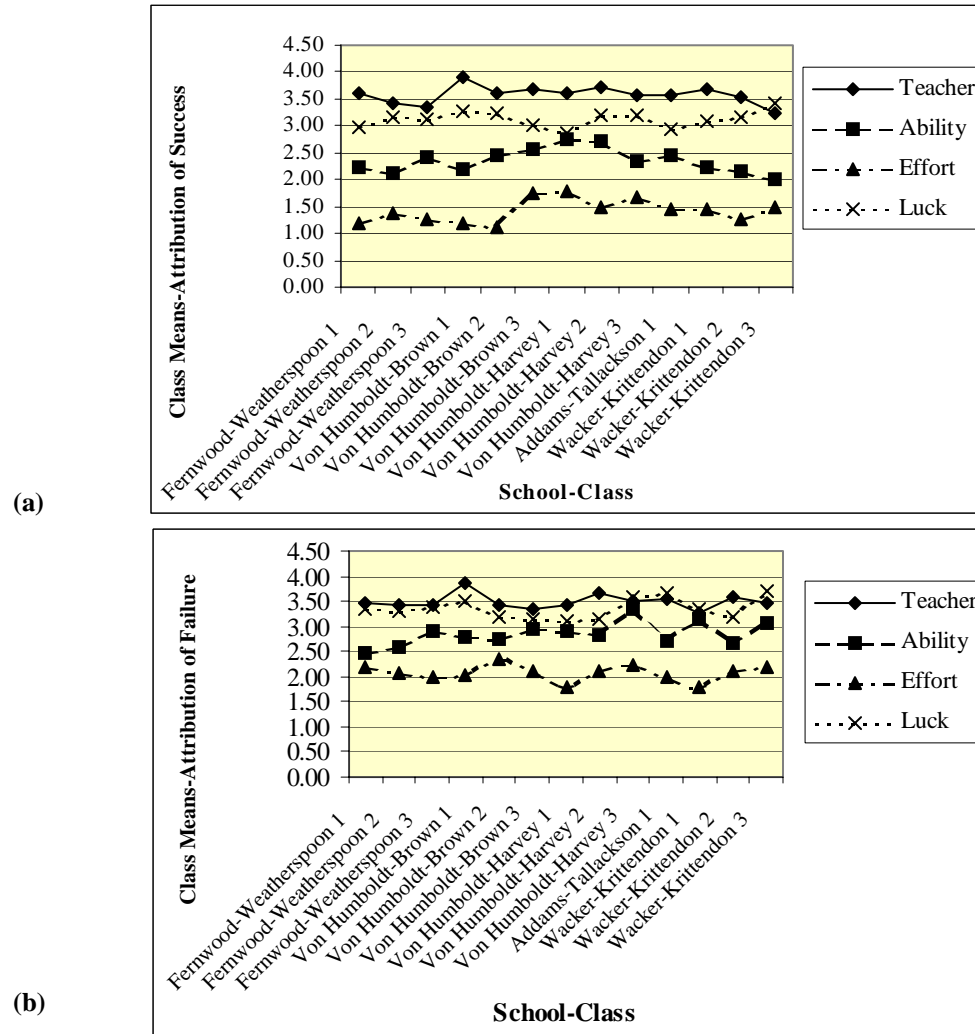 (a)
Class Means-Attribution of Success
4.50
4.00
3.50
3.00
2.50
2.00
1.50
1.00
0.50
0.00
Fernwood-Weatherspoon 1
Fernwood-Weatherspoon 2
Fernwood-Weatherspoon 3
Von Humboldt-Brown 1
Von Humboldt-Brown 2
Von Humboldt-Brown 3
Von Humboldt-Harvey 1
Von Humboldt-Harvey 2
Von Humboldt-Harvey 3
Addams-Tallackson 1
Wacker-Krittendon 1
Wacker-Krittendon 2
Wacker-Krittendon 3
School-Class
Teacher
Ability
Effort
Luck
(b)
Class Means-Attribution of Failure
4.50
4.00
3.50
3.00
2.50
2.00
1.50
1.00
0.50
0.00
Fernwood-Weatherspoon 1
Fernwood-Weatherspoon 2
Fernwood-Weatherspoon 3
Von Humboldt-Brown 1
Von Humboldt-Brown 2
Von Humboldt-Brown 3
Von Humboldt-Harvey 1
Von Humboldt-Harvey 2
Von Humboldt-Harvey 3
Addams-Tallackson 1
Wacker-Krittendon 1
Wacker-Krittendon 2
Wacker-Krittendon 3
School-Class
Teacher
Ability
Effort
Luck